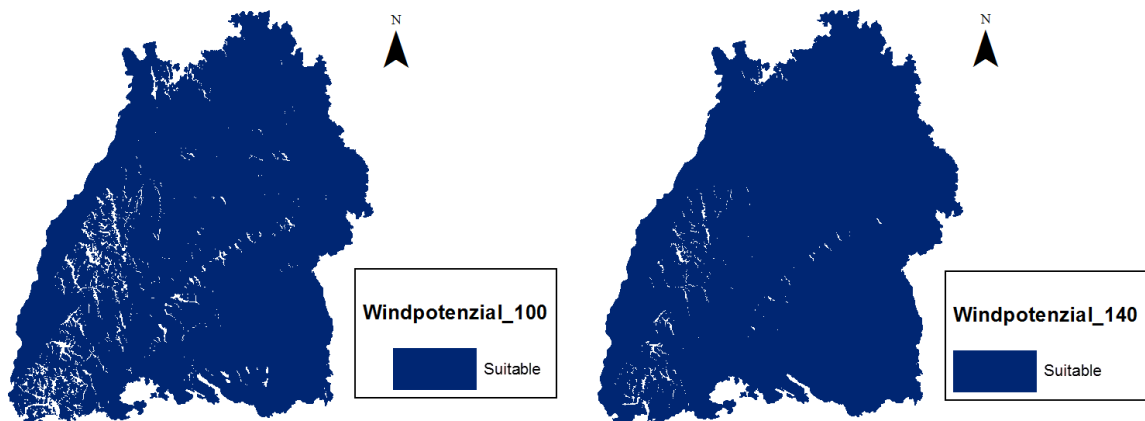 N
Windpotenzial_100
Suitable
N
Windpotenzial_140
Suitable